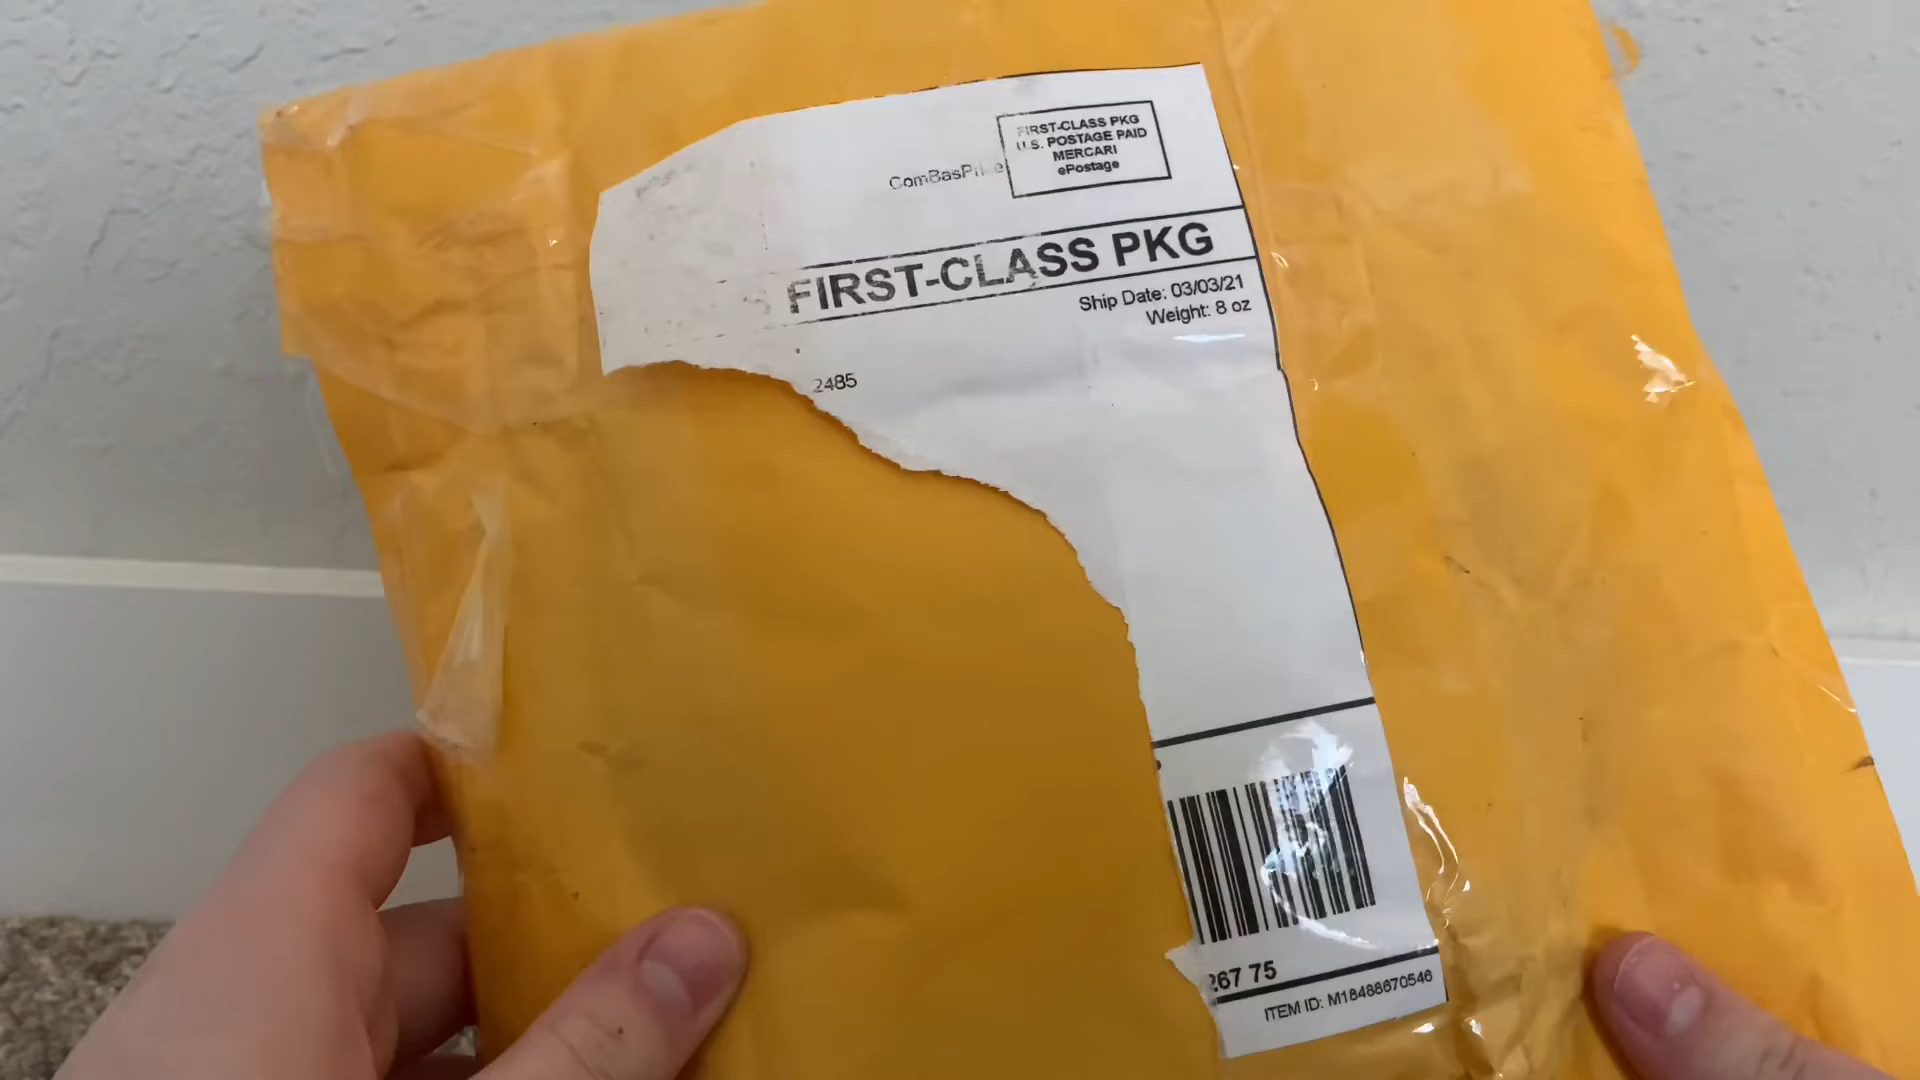 FIRST-CLASS PKG
U.S. POSTAGE PAID
MERCARI
ePostage
ComBasPrice
FIRST-CLASS PKG
Ship Date: 03/03/21
Weight: 8 oz
2485
267 75
ITEM ID: M18488670546